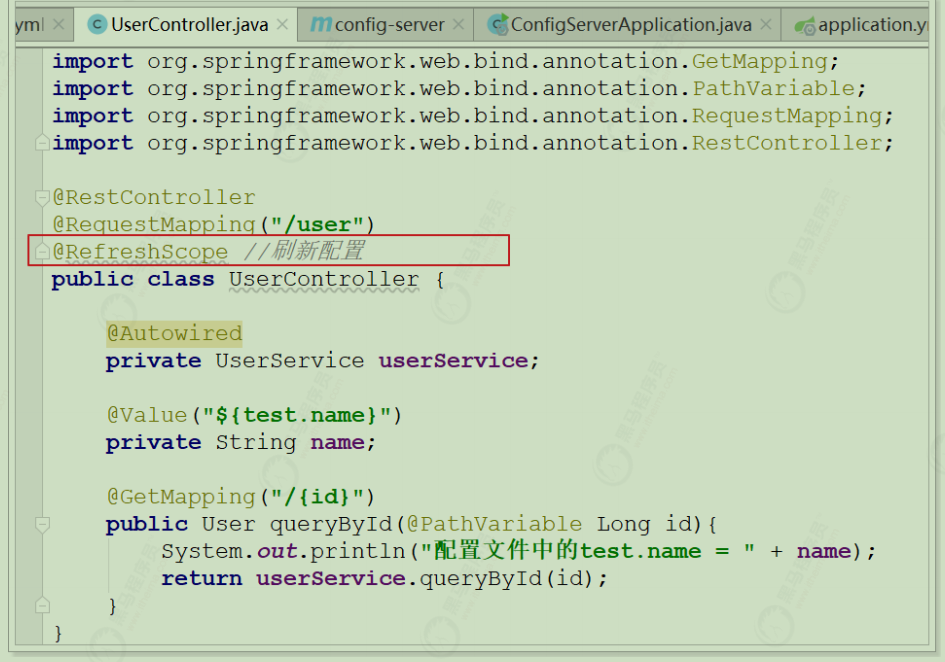 yml UserController.java config-server ConfigServerApplication.java application.y
import org.springframework.web.bind.annotation.GetMapping;
import org.springframework.web.bind.annotation.PathVariable;
import org.springframework.web.bind.annotation.RequestMapping;
import org.springframework.web.bind.annotation.RestController;
@RestController
@RequestMapping("/user")
@RefreshScope //刷新配置
public class UserController {
@Autowired
private UserService userService;
@Value("${test.name}")
private String name;
@GetMapping("/{id}")
public User queryById(@PathVariable Long id){
System.out.println("配置文件中的test.name = " + name);
return userService.queryById(id);
}
}